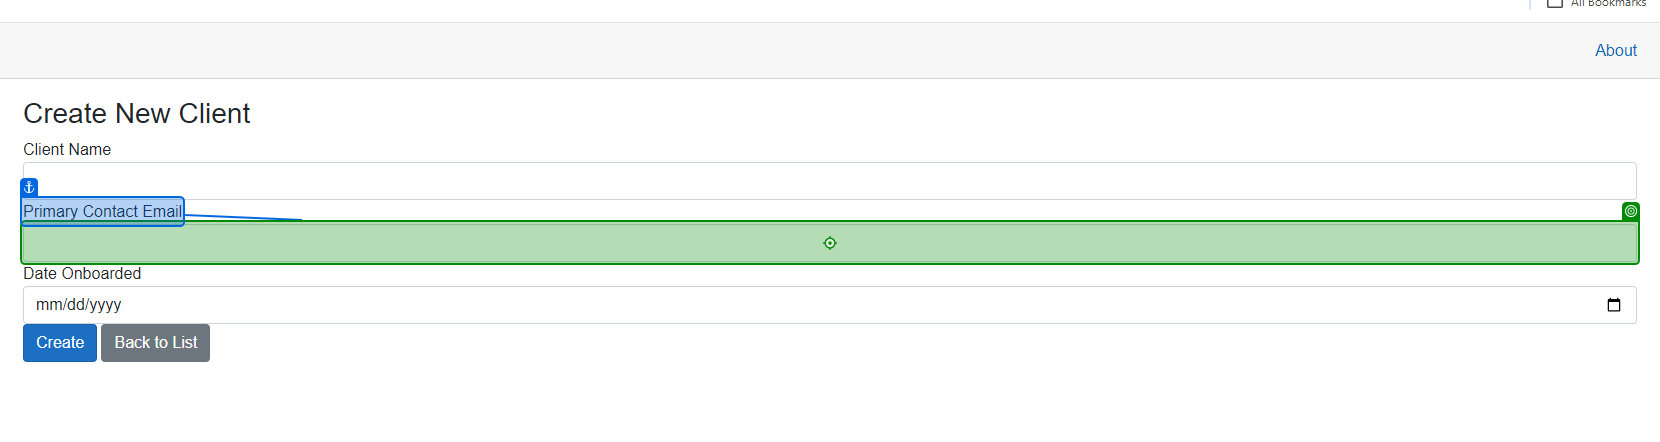 All Bookmarks
About
Create New Client
Client Name
Primary Contact Email
Date Onboarded
mm/dd/yyyy
Create Back to List